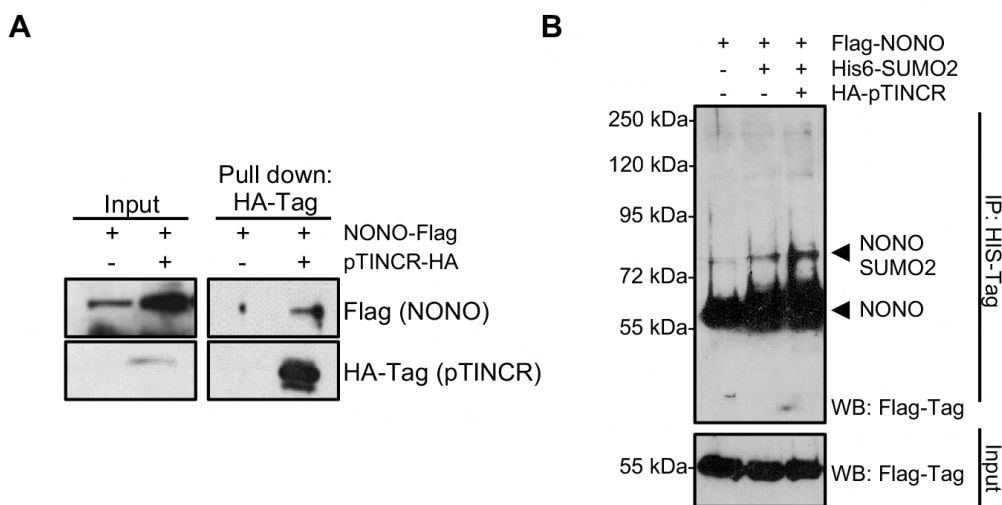 A
Input
Pull down:
HA-Tag
+ + + + NONO-Flag
- + - + pTINCR-HA
Flag (NONO)
HA-Tag (pTINCR)
B
+ + + Flag-NONO
- + + His6-SUMO2
- - + HA-pTINCR
250 kDa-
120 kDa-
95 kDa-
72 kDa-
55 kDa-
NONO
SUMO2
NONO
WB: Flag-Tag
IP: HIS-Tag
55 kDa-
WB: Flag-Tag
Input